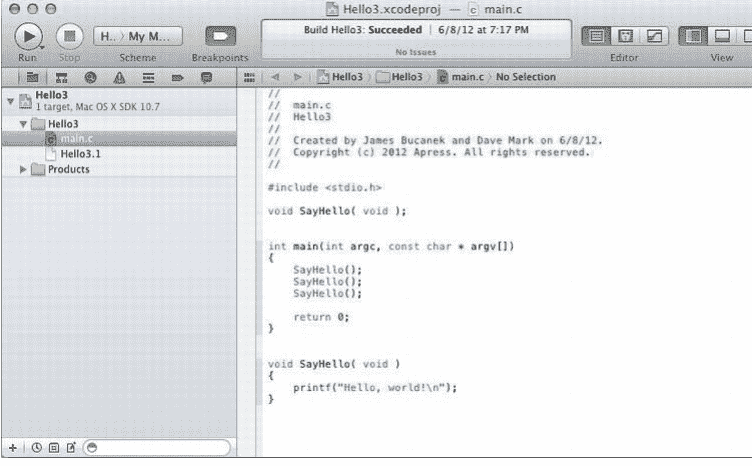 Hello3.xcodeproj — main.c
Build Hello3: Succeeded | 6/8/12 at 7:17 PM
No Issues
H... › My M...
Run Stop Scheme Breakpoints Editor View
Hello3 › Hello3 › main.c › No Selection
Hello3
1 target, Mac OS X SDK 10.7
Hello3
main.c
Hello3.1
Products
//
// main.c
// Hello3
//
// Created by James Bucanek and Dave Mark on 6/8/12.
// Copyright (c) 2012 Apress. All rights reserved.
//
#include <stdio.h>
void SayHello( void );
int main(int argc, const char * argv[])
{
SayHello();
SayHello();
SayHello();
return 0;
}
void SayHello( void )
{
printf("Hello, world!\n");
}